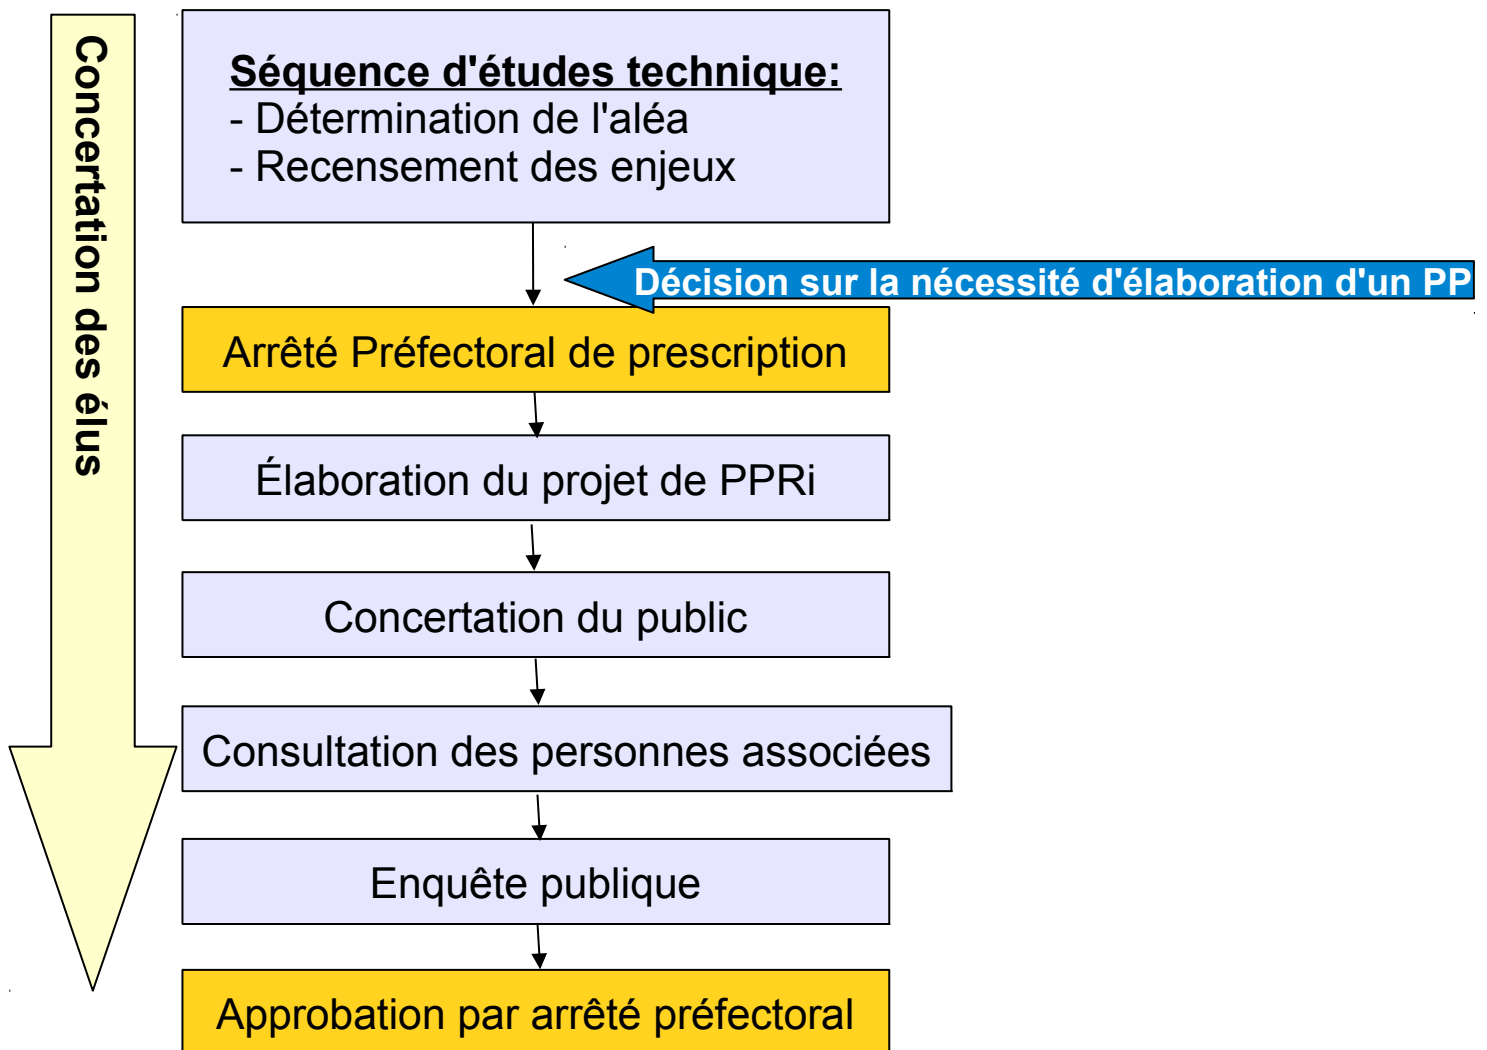 Concertation des élus
Séquence d'études technique:
- Détermination de l'aléa
- Recensement des enjeux
Décision sur la nécessité d'élaboration d'un PP
Arrêté Préfectoral de prescription
Élaboration du projet de PPRi
Concertation du public
Consultation des personnes associées
Enquête publique
Approbation par arrêté préfectoral